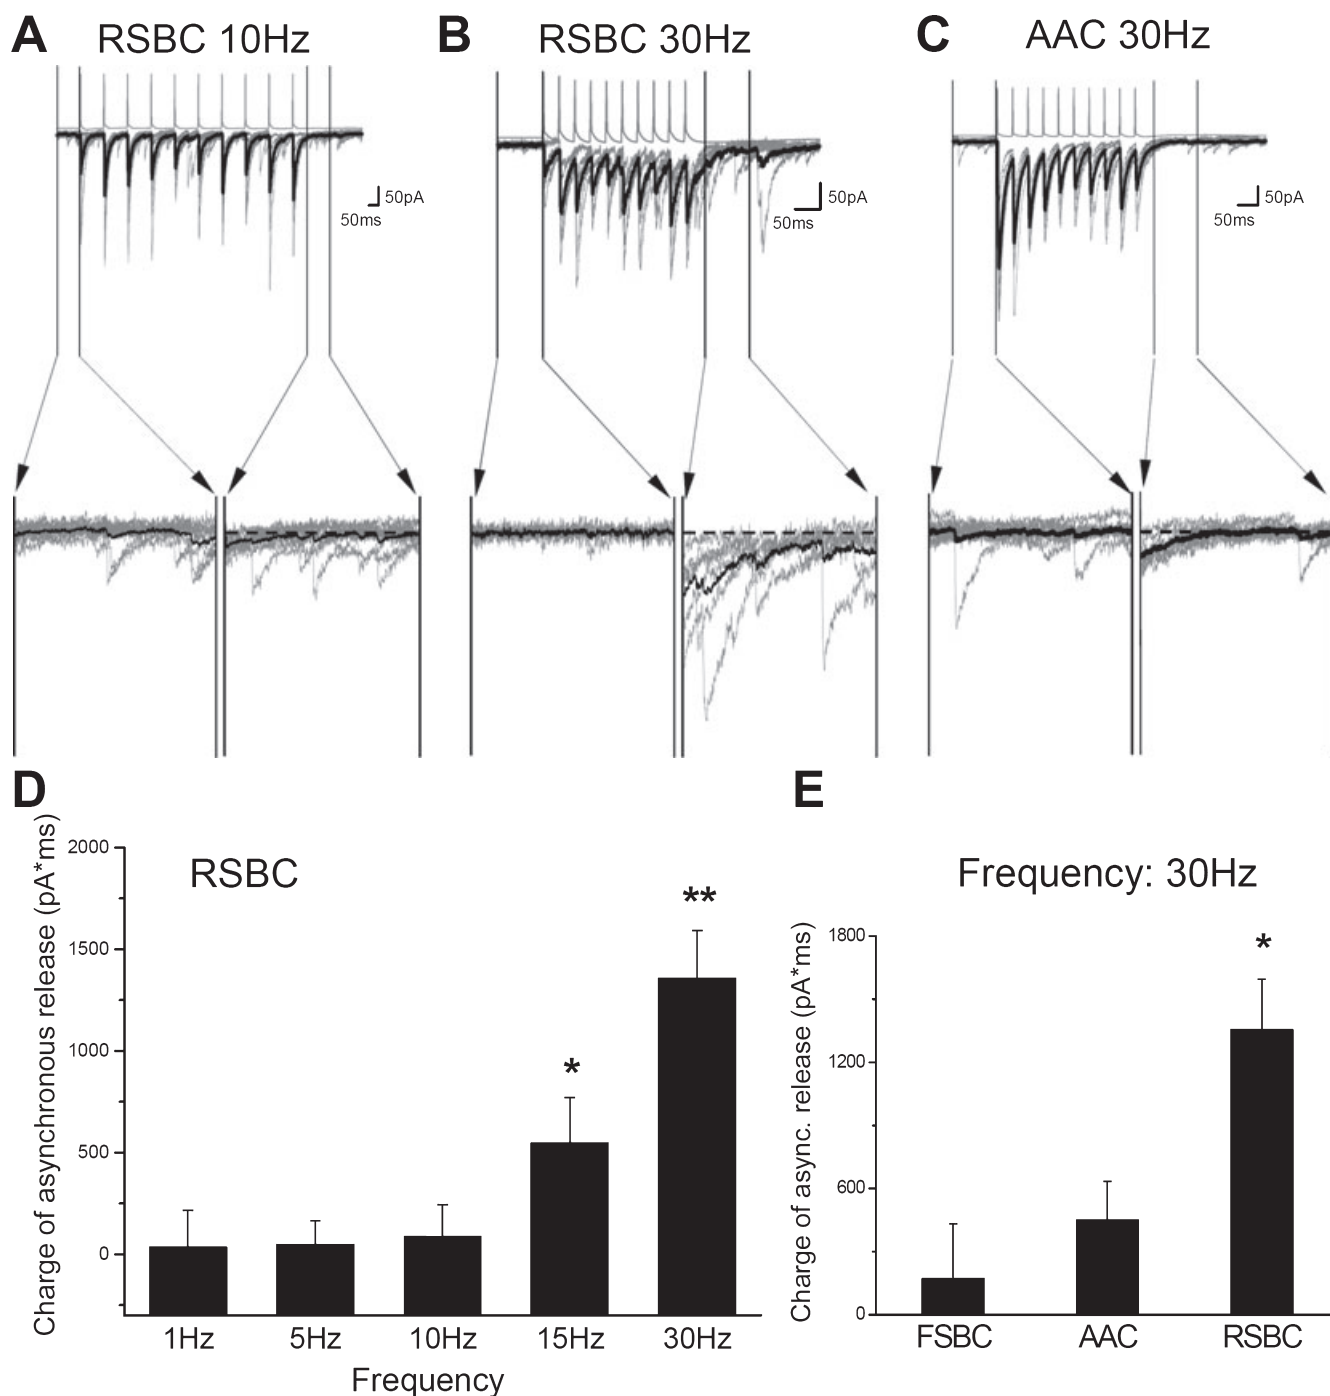 A RSBC 10Hz
B RSBC 30Hz
C AAC 30Hz
50pA
50ms
50pA
50ms
50pA
50ms
D
RSBC
Charge of asynchronous release (pA*ms)
2000
1500
1000
500
0
*
**
1Hz 5Hz 10Hz 15Hz 30Hz
Frequency
E
Frequency: 30Hz
Charge of async. release (pA*ms)
1800
1200
600
0
*
FSBC AAC RSBC